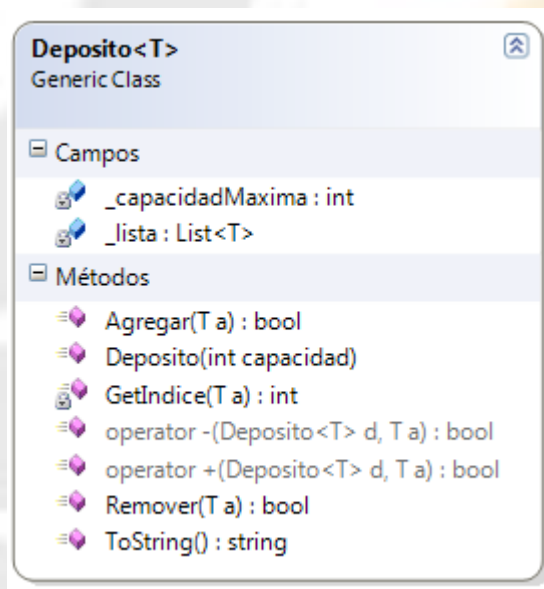 Deposito<T>
Generic Class
Campos
_capacidadMaxima : int
_lista : List<T>
Métodos
Agregar(T a) : bool
Deposito(int capacidad)
GetIndice(T a) : int
operator -(Deposito<T> d, T a) : bool
operator +(Deposito<T> d, T a) : bool
Remover(T a) : bool
ToString() : string